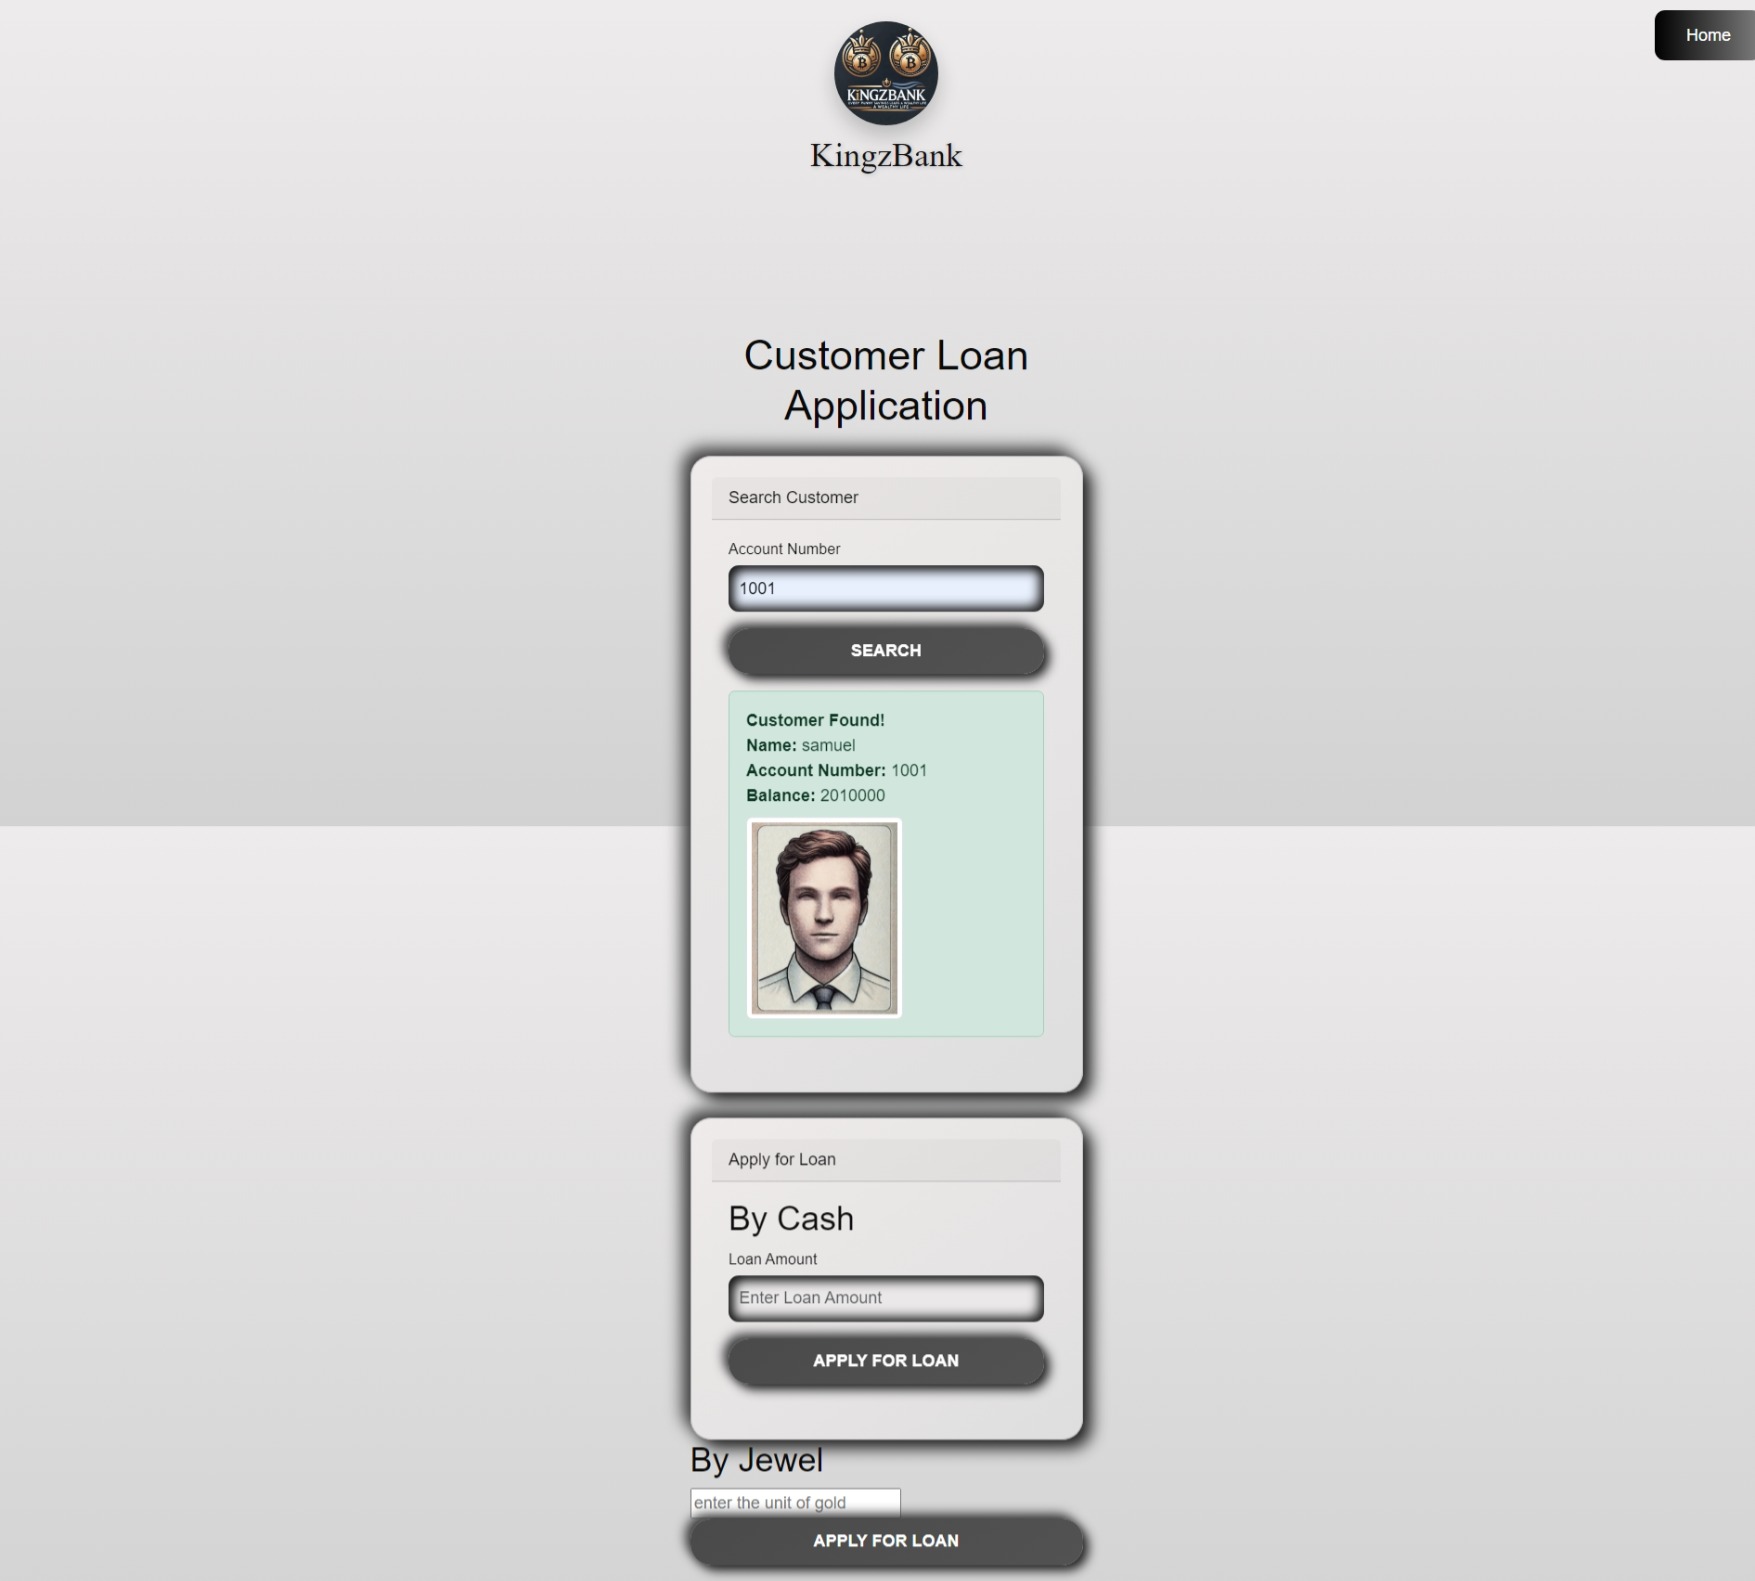 Home
KiNGZBANK
KingzBank
Customer Loan
Application
Search Customer
Account Number
1001
SEARCH
Customer Found!
Name: samuel
Account Number: 1001
Balance: 2010000
Apply for Loan
By Cash
Loan Amount
Enter Loan Amount
APPLY FOR LOAN
By Jewel
enter the unit of gold
APPLY FOR LOAN